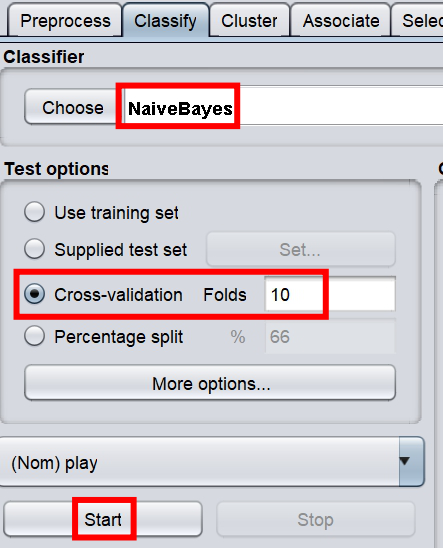 Preprocess Classify Cluster Associate Selec
Classifier
Choose NaiveBayes
Test options
Use training set
Supplied test set Set...
Cross-validation Folds 10
Percentage split % 66
More options...
(Nom) play
Start Stop